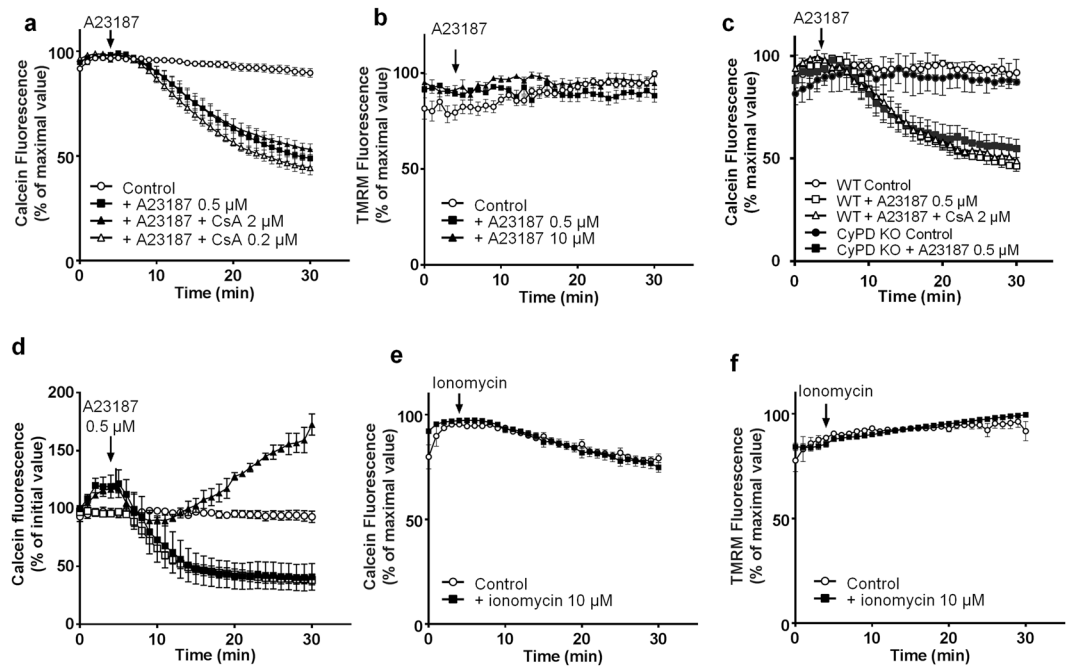 a
A23187
100
50
0
Calcein Fluorescence
(% of maximal value)
Control
+ A23187 0.5 µM
+ A23187 + CsA 2 µM
+ A23187 + CsA 0.2 µM
0 10 20 30
Time (min)
b
A23187
100
50
0
TMRM Fluorescence
(% of maximal value)
Control
+ A23187 0.5 µM
+ A23187 10 µM
0 10 20 30
Time (min)
c
A23187
100
50
0
Calcein Fluorescence
(% maximal value)
WT Control
WT + A23187 0.5 µM
WT + A23187 + CsA 2 µM
CyPD KO Control
CyPD KO + A23187 0.5 µM
0 10 20 30
Time (min)
d
A23187
0.5 µM
200
150
100
50
0
Calcein fluorescence
(% of initial value)
0 10 20 30
Time (min)
e
Ionomycin
100
50
0
Calcein Fluorescence
(% of maximal value)
Control
+ ionomycin 10 µM
0 10 20 30
Time (min)
f
Ionomycin
100
50
0
TMRM Fluorescence
(% of maximal value)
Control
+ ionomycin 10 µM
0 10 20 30
Time (min)